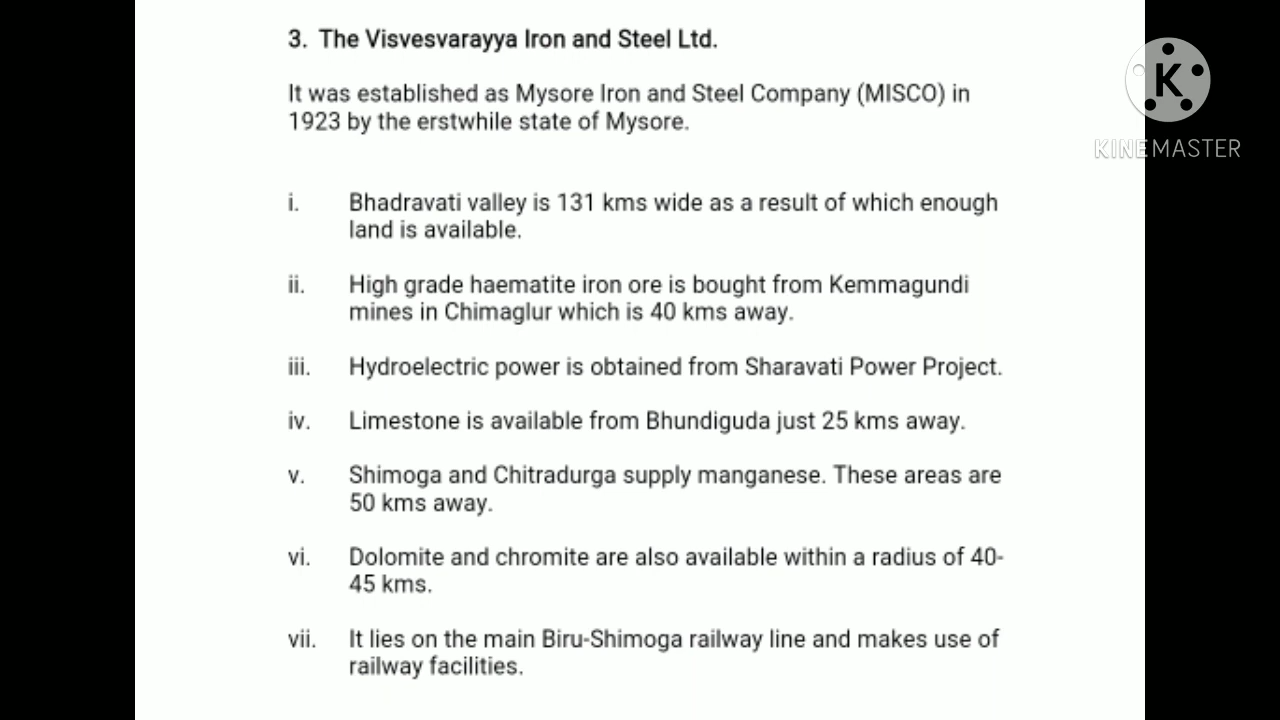 3. The Visvesvarayya Iron and Steel Ltd.
It was established as Mysore Iron and Steel Company (MISCO) in
1923 by the erstwhile state of Mysore.
i. Bhadravati valley is 131 kms wide as a result of which enough
land is available.
ii. High grade haematite iron ore is bought from Kemmagundi
mines in Chimaglur which is 40 kms away.
iii. Hydroelectric power is obtained from Sharavati Power Project.
iv. Limestone is available from Bhundiguda just 25 kms away.
v. Shimoga and Chitradurga supply manganese. These areas are
50 kms away.
vi. Dolomite and chromite are also available within a radius of 40-
45 kms.
vii. It lies on the main Biru-Shimoga railway line and makes use of
railway facilities.
K
KINEMASTER